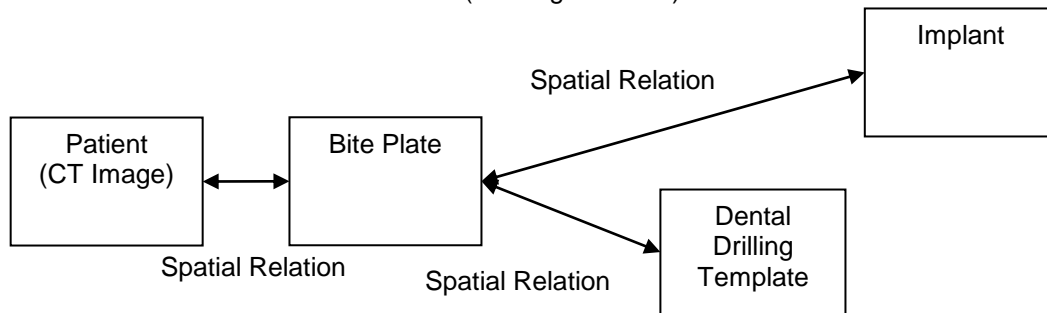 Implant
Spatial Relation
Patient
(CT Image)
Bite Plate
Dental
Drilling
Template
Spatial Relation
Spatial Relation